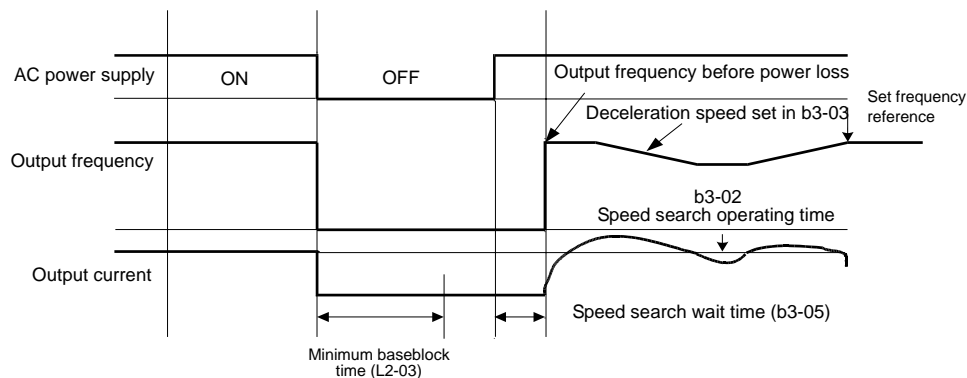 AC power supply
ON
OFF
Output frequency before power loss
Deceleration speed set in b3-03
Set frequency
reference
Output frequency
b3-02
Speed search operating time
Output current
Speed search wait time (b3-05)
Minimum baseblock
time (L2-03)